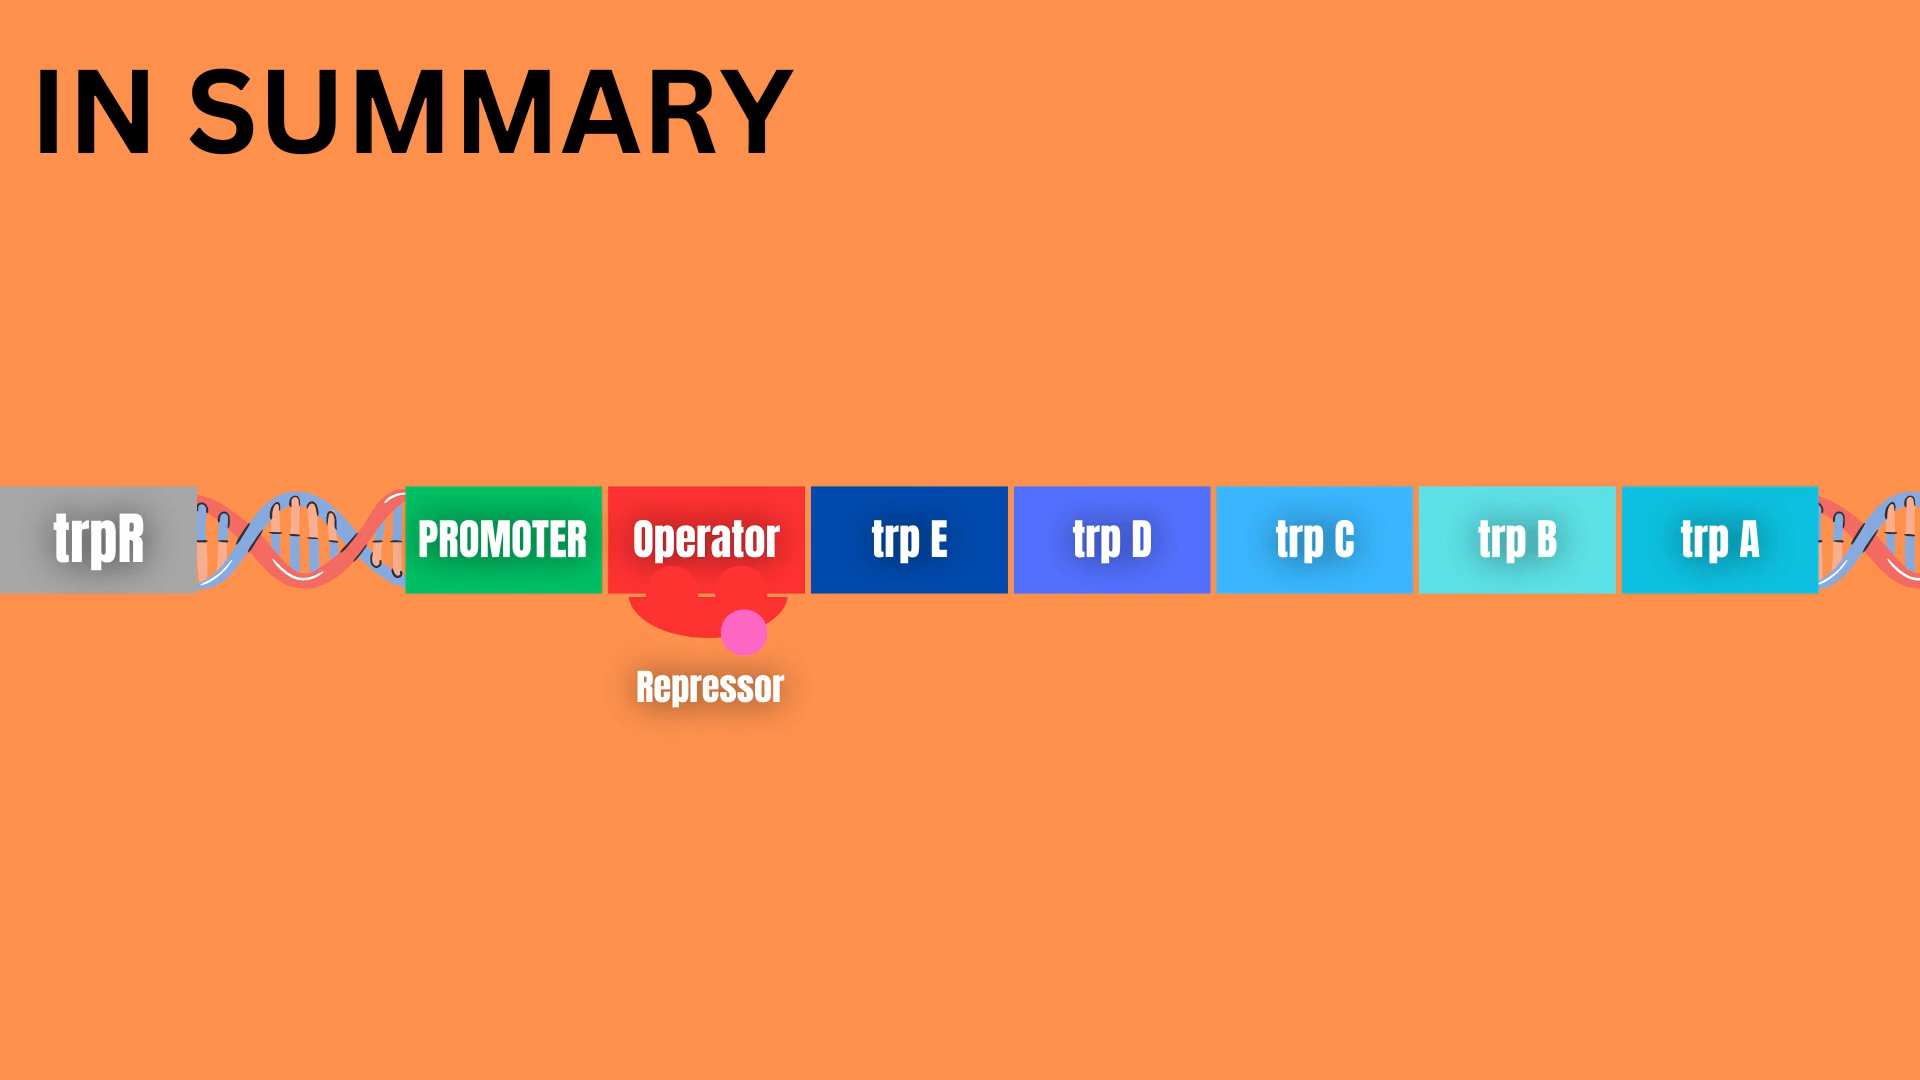 IN SUMMARY
trpR
PROMOTER
Operator
trp E
trp D
trp C
trp B
trp A
Repressor